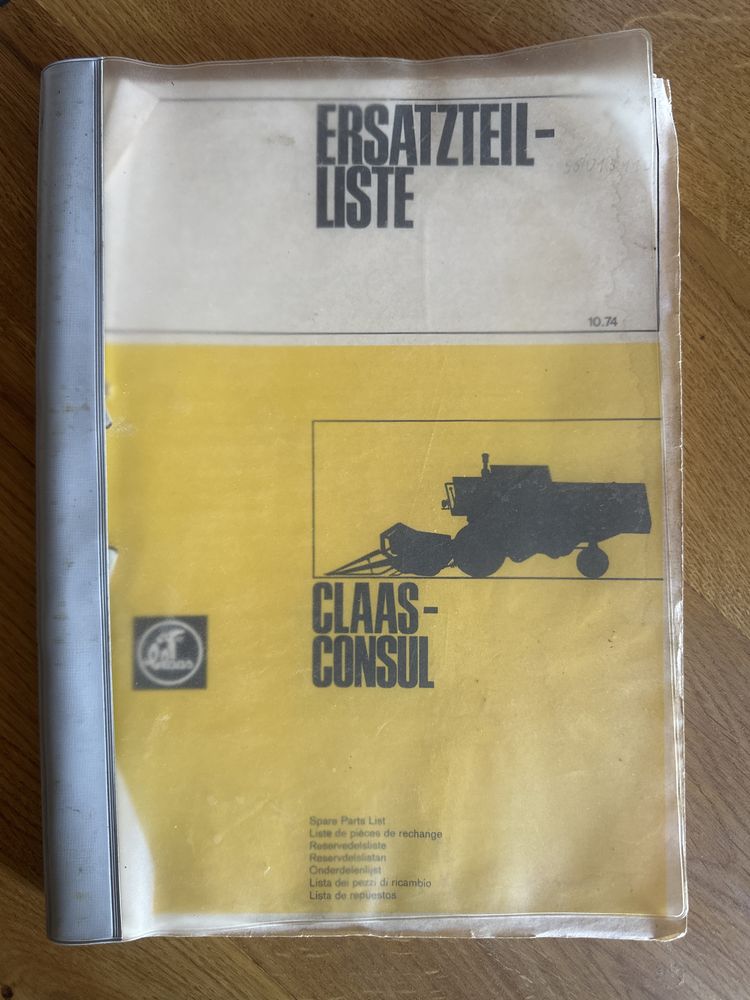 ERSATZTEIL-
LISTE
10.74
CLAAS-
CONSUL
Claas
Spare Parts List
Liste de pièces de rechange
Reservedelsliste
Reservdelslistan
Onderdelenlijst
Lista dei pezzi di ricambio
Lista de repuestos